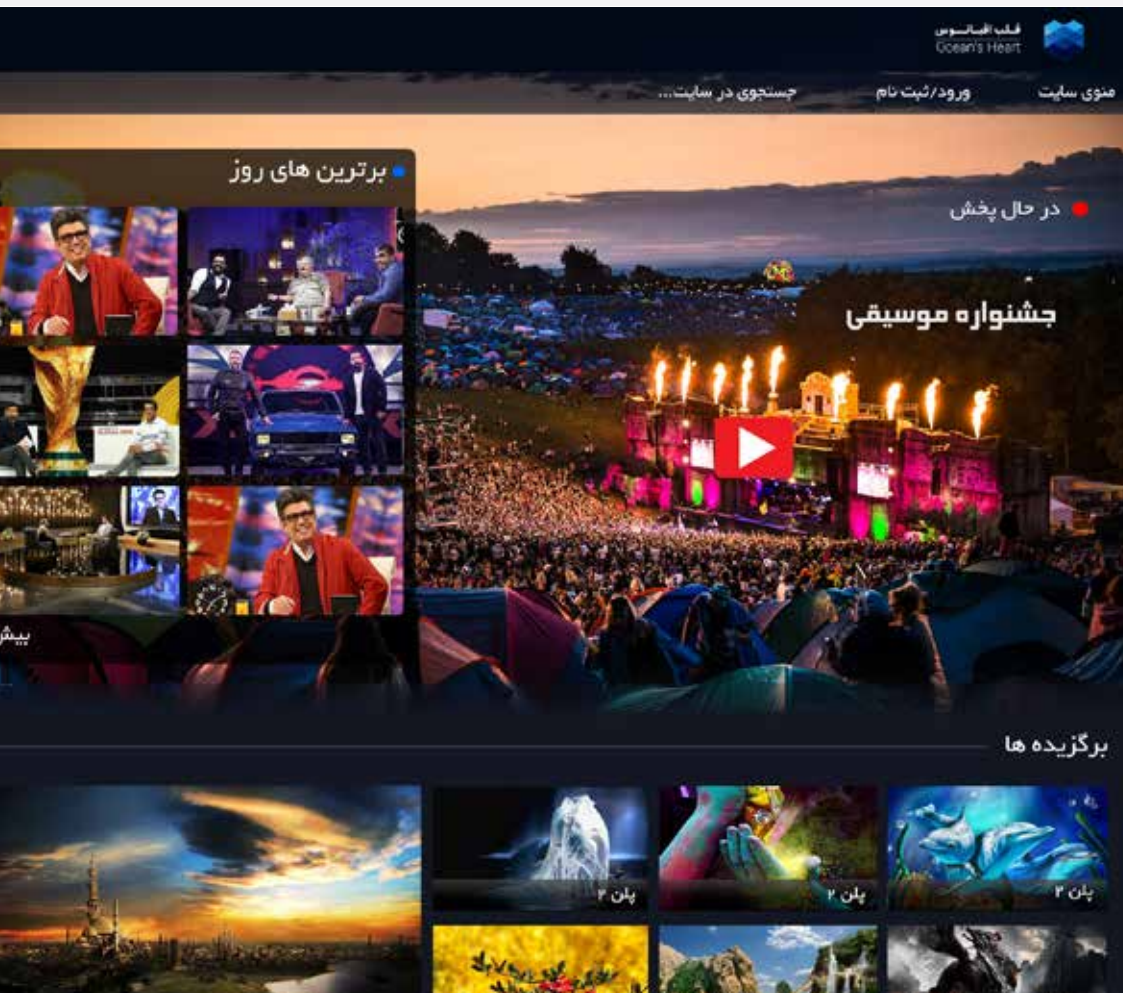 قلب اقیانوس
Ocean's Heart
منوی سایت
ورود/ثبت نام
جستجوی در سایت...
در حال پخش
جشنواره موسیقی
برترین های روز
برگزیده ها
پلن ۲
پلن ۲
پلن ۲